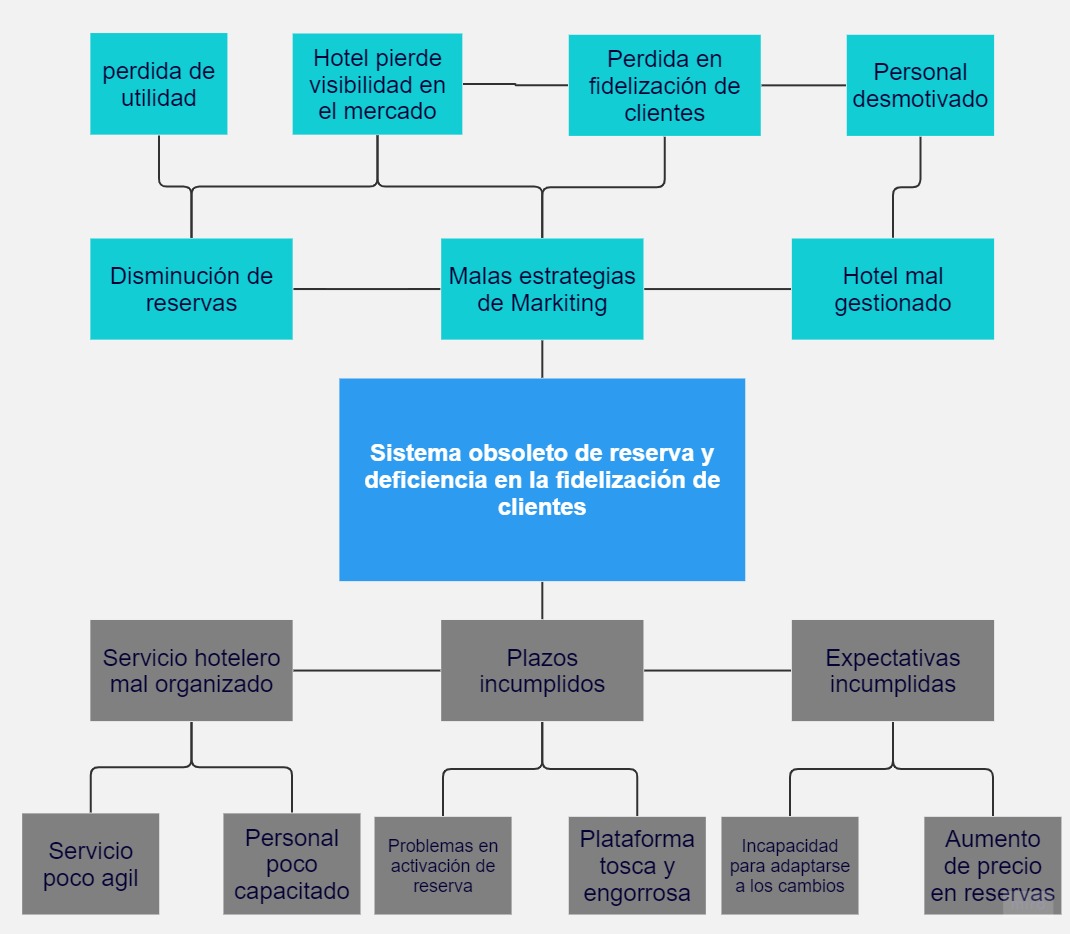 perdida de
utilidad
Hotel pierde
visibilidad en
el mercado
Perdida en
fidelización de
clientes
Personal
desmotivado
Disminución de
reservas
Malas estrategias
de Markiting
Hotel mal
gestionado
Sistema obsoleto de reserva y
deficiencia en la fidelización de
clientes
Servicio hotelero
mal organizado
Plazos
incumplidos
Expectativas
incumplidas
Servicio
poco agil
Personal
poco
capacitado
Problemas en
activación de
reserva
Plataforma
tosca y
engorrosa
Incapacidad
para adaptarse
a los cambios
Aumento
de precio
en reservas